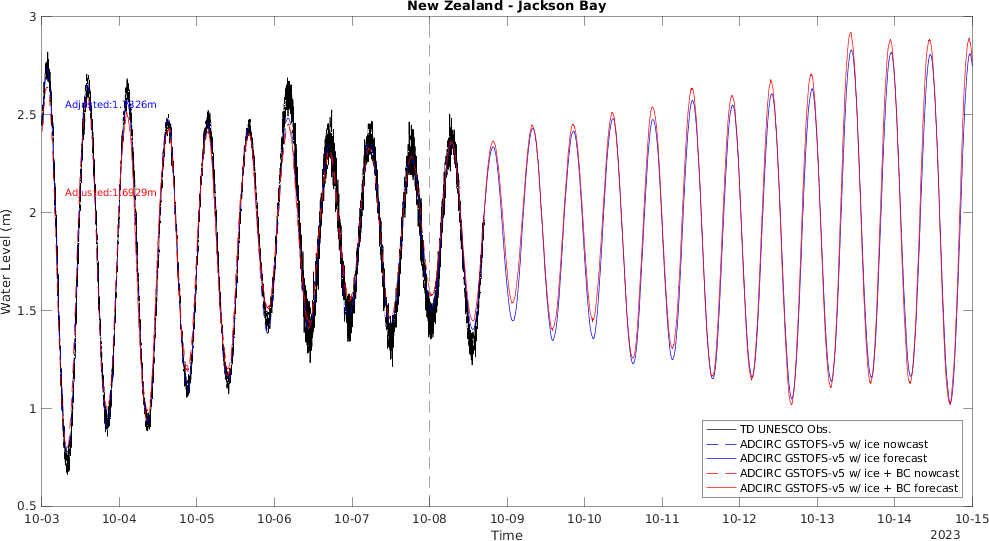 New Zealand - Jackson Bay
Water Level (m)
3
2.5
2
1.5
1
0.5
Adjusted:1.7326m
Adjusted:1.6929m
TD UNESCO Obs.
ADCIRC GSTOFS-v5 w/ ice nowcast
ADCIRC GSTOFS-v5 w/ ice forecast
ADCIRC GSTOFS-v5 w/ ice + BC nowcast
ADCIRC GSTOFS-v5 w/ ice + BC forecast
10-03 10-04 10-05 10-06 10-07 10-08 10-09 10-10 10-11 10-12 10-13 10-14 10-15
Time
2023